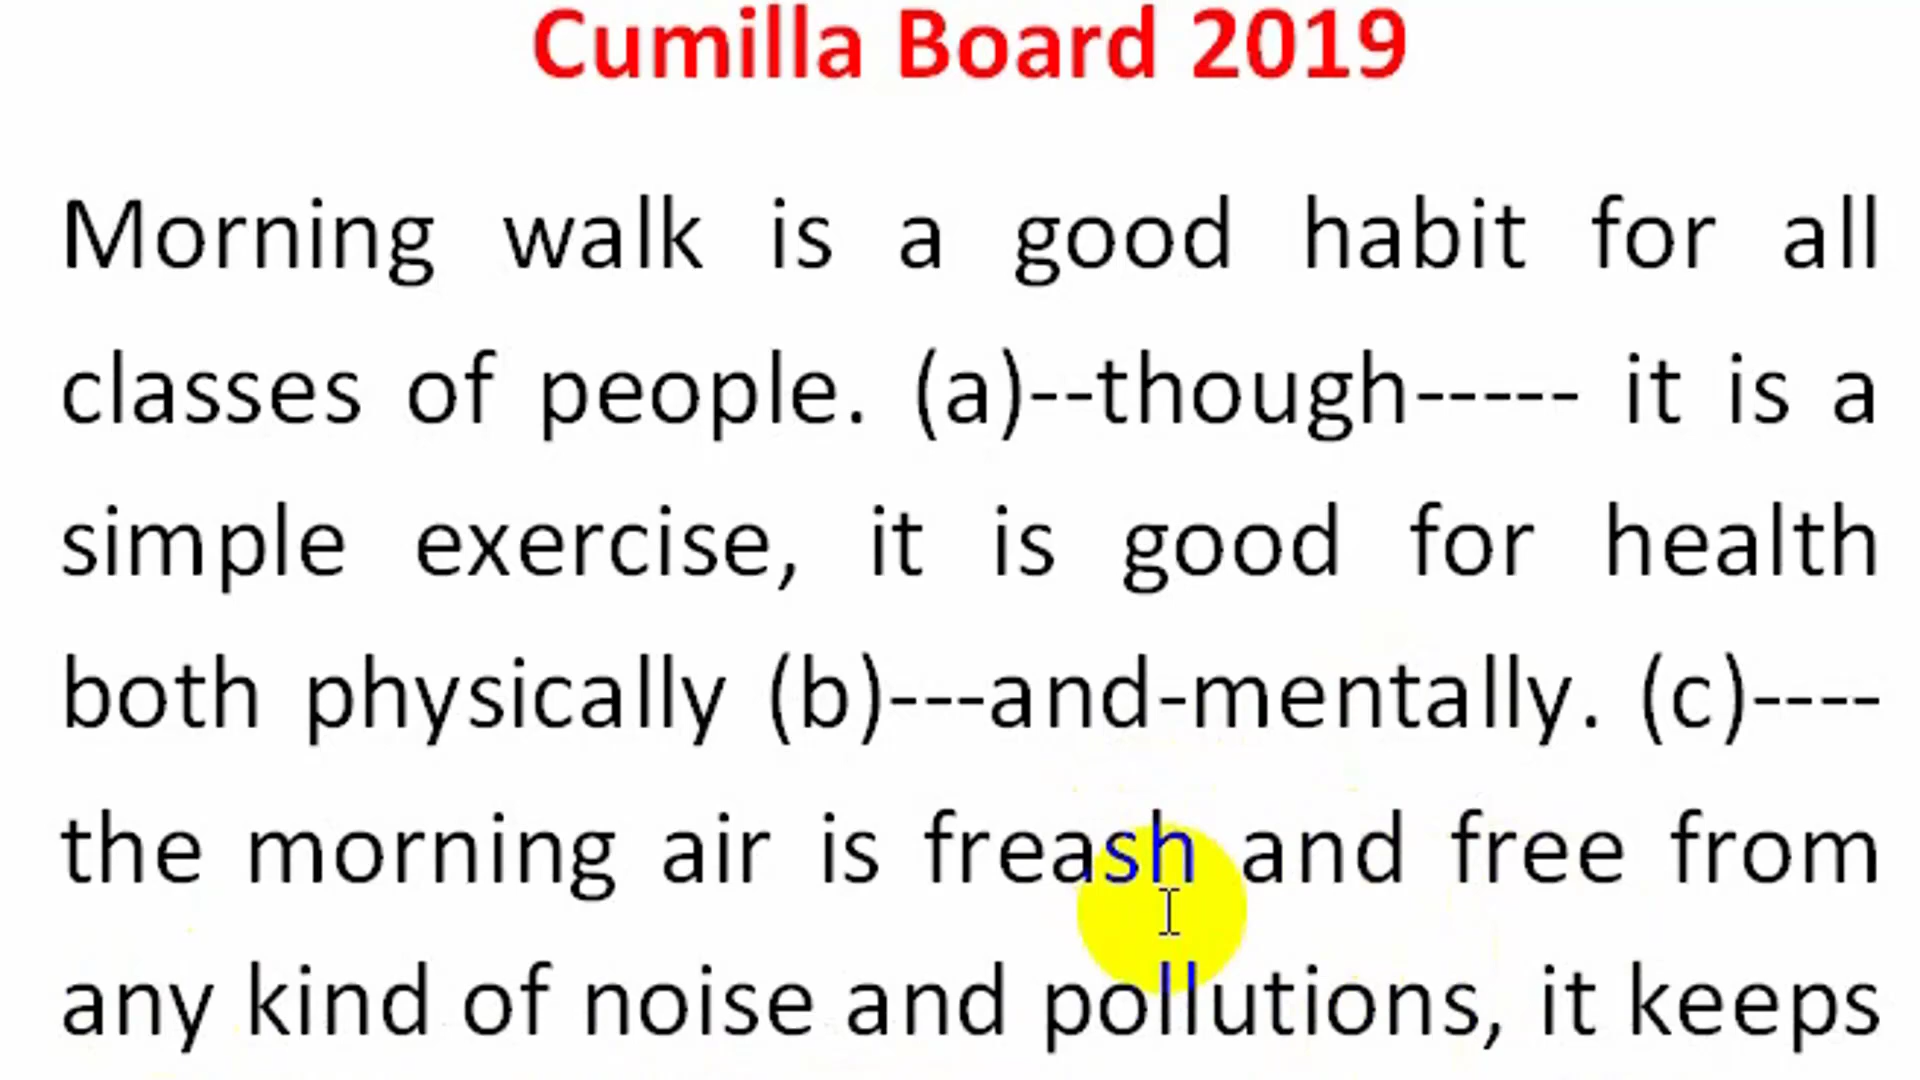 Cumilla Board 2019
Morning walk is a good habit for all
classes of people. (a)--though----- it is a
simple exercise, it is good for health
both physically (b)---and-mentally. (c)----
the morning air is freash and free from
any kind of noise and pollutions, it keeps